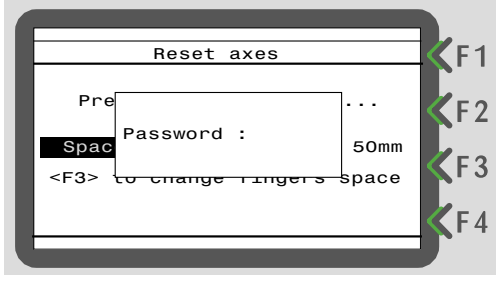 Reset axes
Pre ...
Password :
Spac 50mm
<F3> to change fingers space
F1
F2
F3
F4